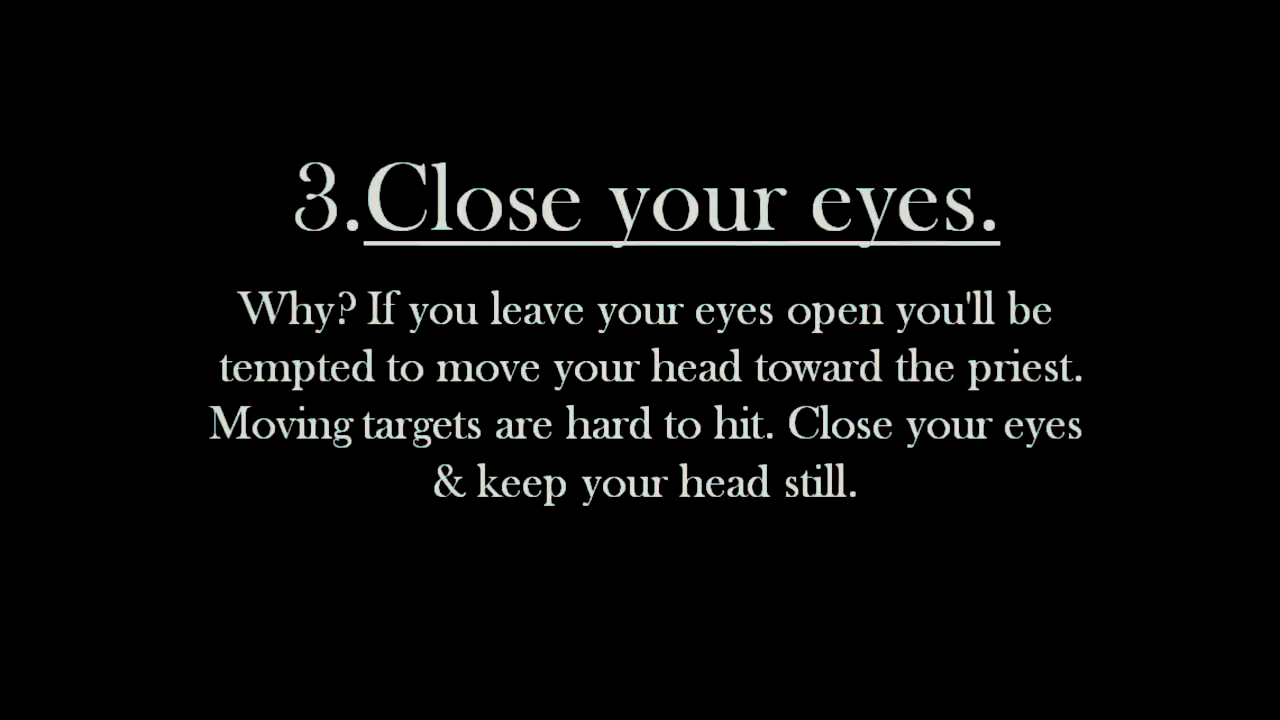 3.Close your eyes.
Why? If you leave your eyes open you'll be
tempted to move your head toward the priest.
Moving targets are hard to hit. Close your eyes
& keep your head still.